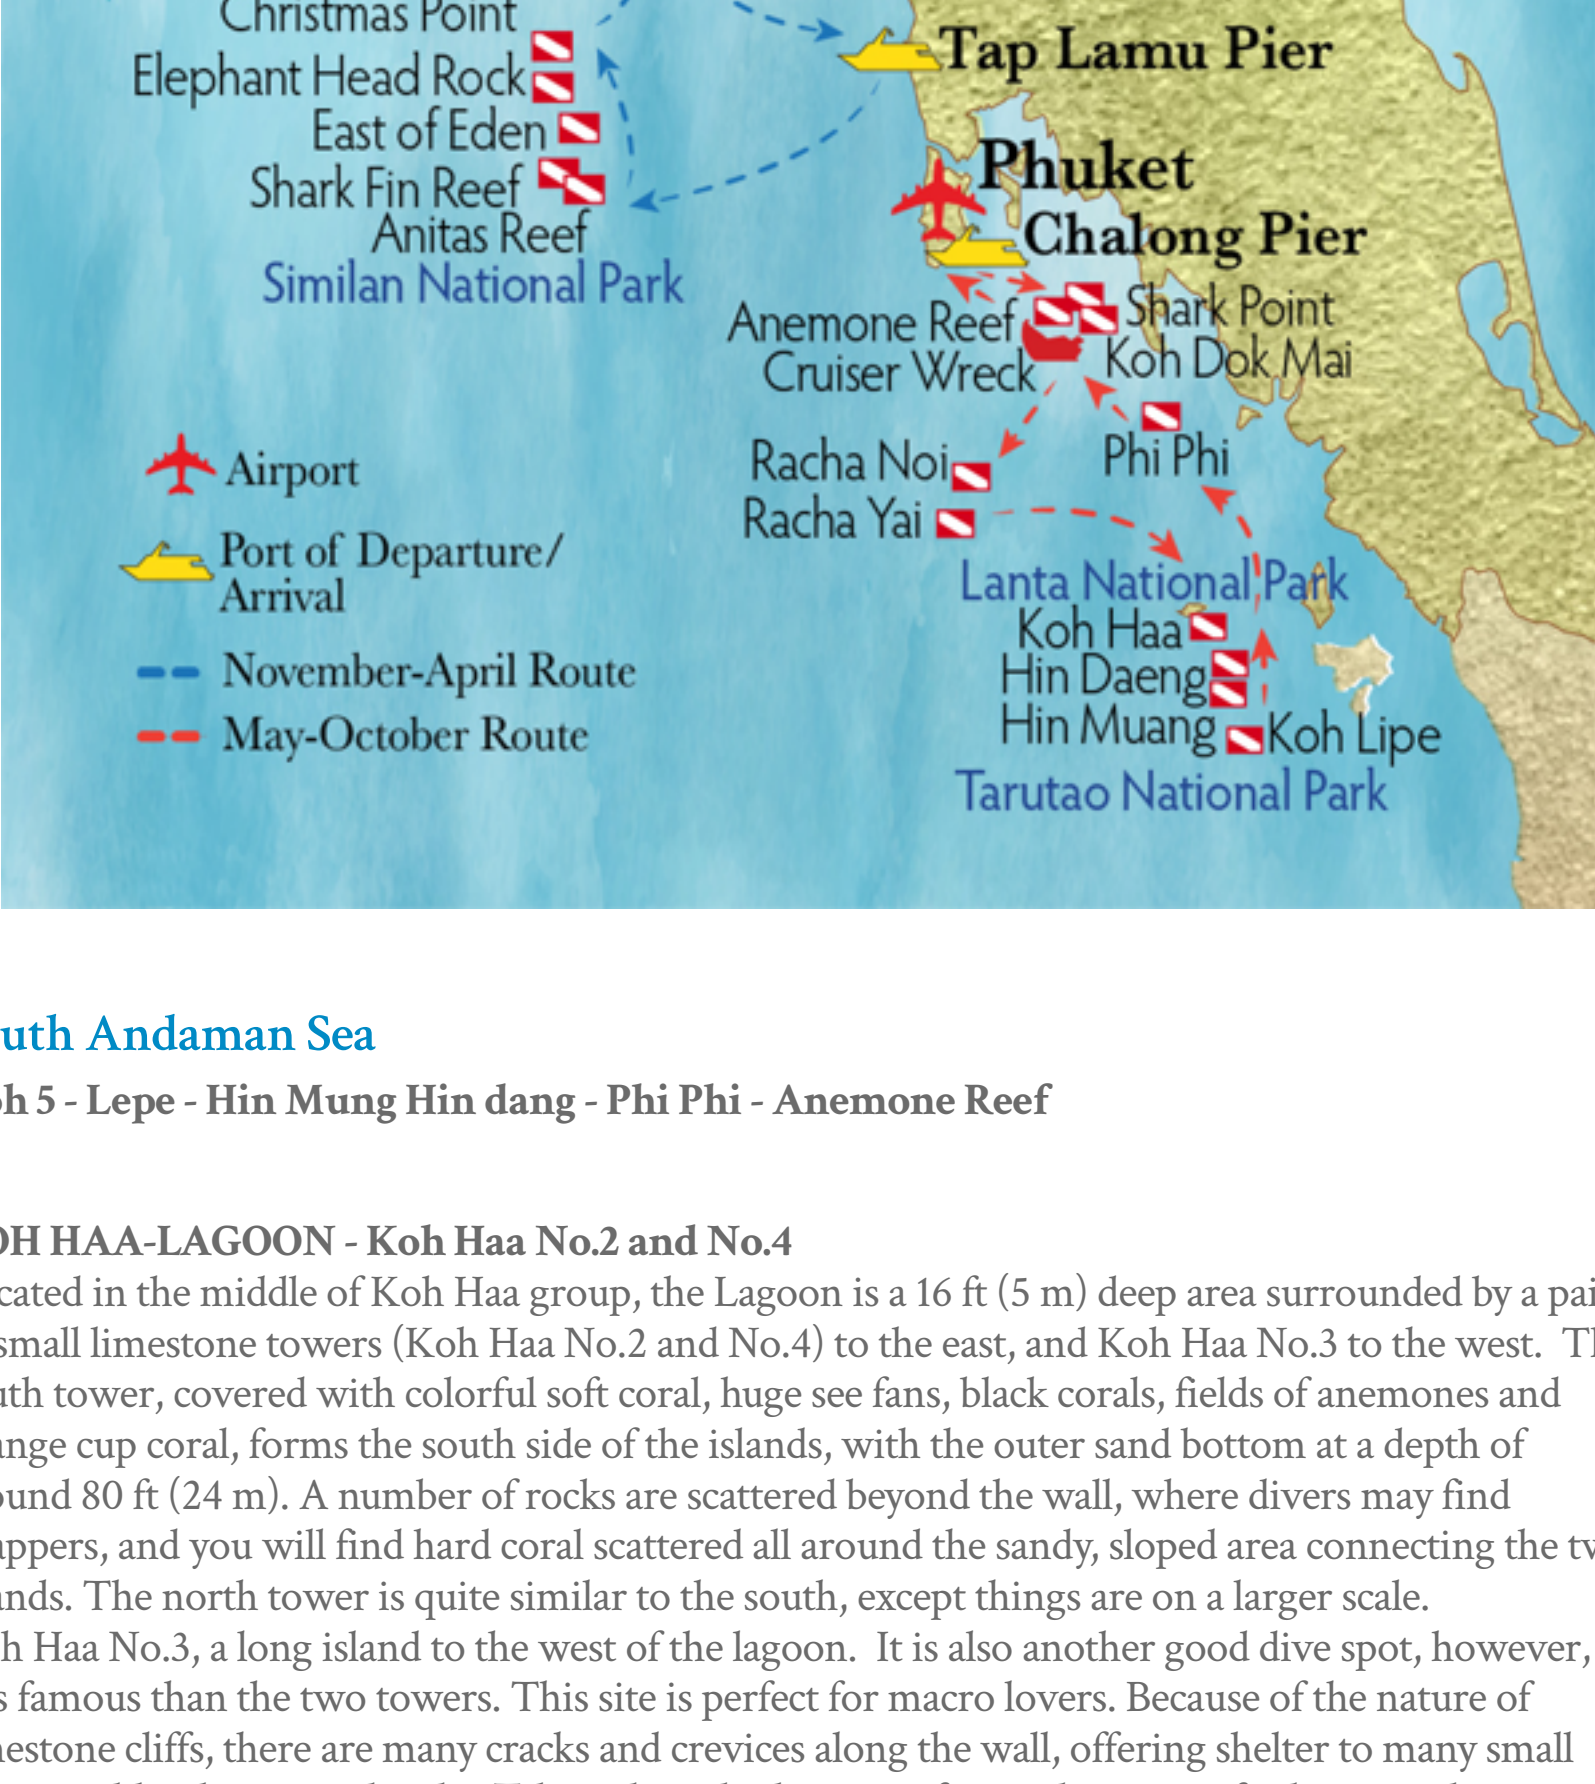 Christmas Point
Elephant Head Rock
East of Eden
Shark Fin Reef
Anitas Reef
Similan National Park
Tap Lamu Pier
Phuket
Chalong Pier
Anemone Reef
Shark Point
Cruiser Wreck
Koh Dok Mai
Racha Noi
Phi Phi
Racha Yai
Lanta National Park
Koh Haa
Hin Daeng
Hin Muang
Koh Lipe
Tarutao National Park
Airport
Port of Departure/
Arrival
November-April Route
May-October Route
uth Andaman Sea
oh 5 - Lepe - Hin Mung Hin dang - Phi Phi - Anemone Reef
OH HAA-LAGOON - Koh Haa No.2 and No.4
cated in the middle of Koh Haa group, the Lagoon is a 16 ft (5 m) deep area surrounded by a pai
small limestone towers (Koh Haa No.2 and No.4) to the east, and Koh Haa No.3 to the west. Th
uth tower, covered with colorful soft coral, huge see fans, black corals, fields of anemones and
ange cup coral, forms the south side of the islands, with the outer sand bottom at a depth of
ound 80 ft (24 m). A number of rocks are scattered beyond the wall, where divers may find
appers, and you will find hard coral scattered all around the sandy, sloped area connecting the tw
ands. The north tower is quite similar to the south, except things are on a larger scale.
h Haa No.3, a long island to the west of the lagoon. It is also another good dive spot, however,
s famous than the two towers. This site is perfect for macro lovers. Because of the nature of
nestone cliffs, there are many cracks and crevices along the wall, offering shelter to many small